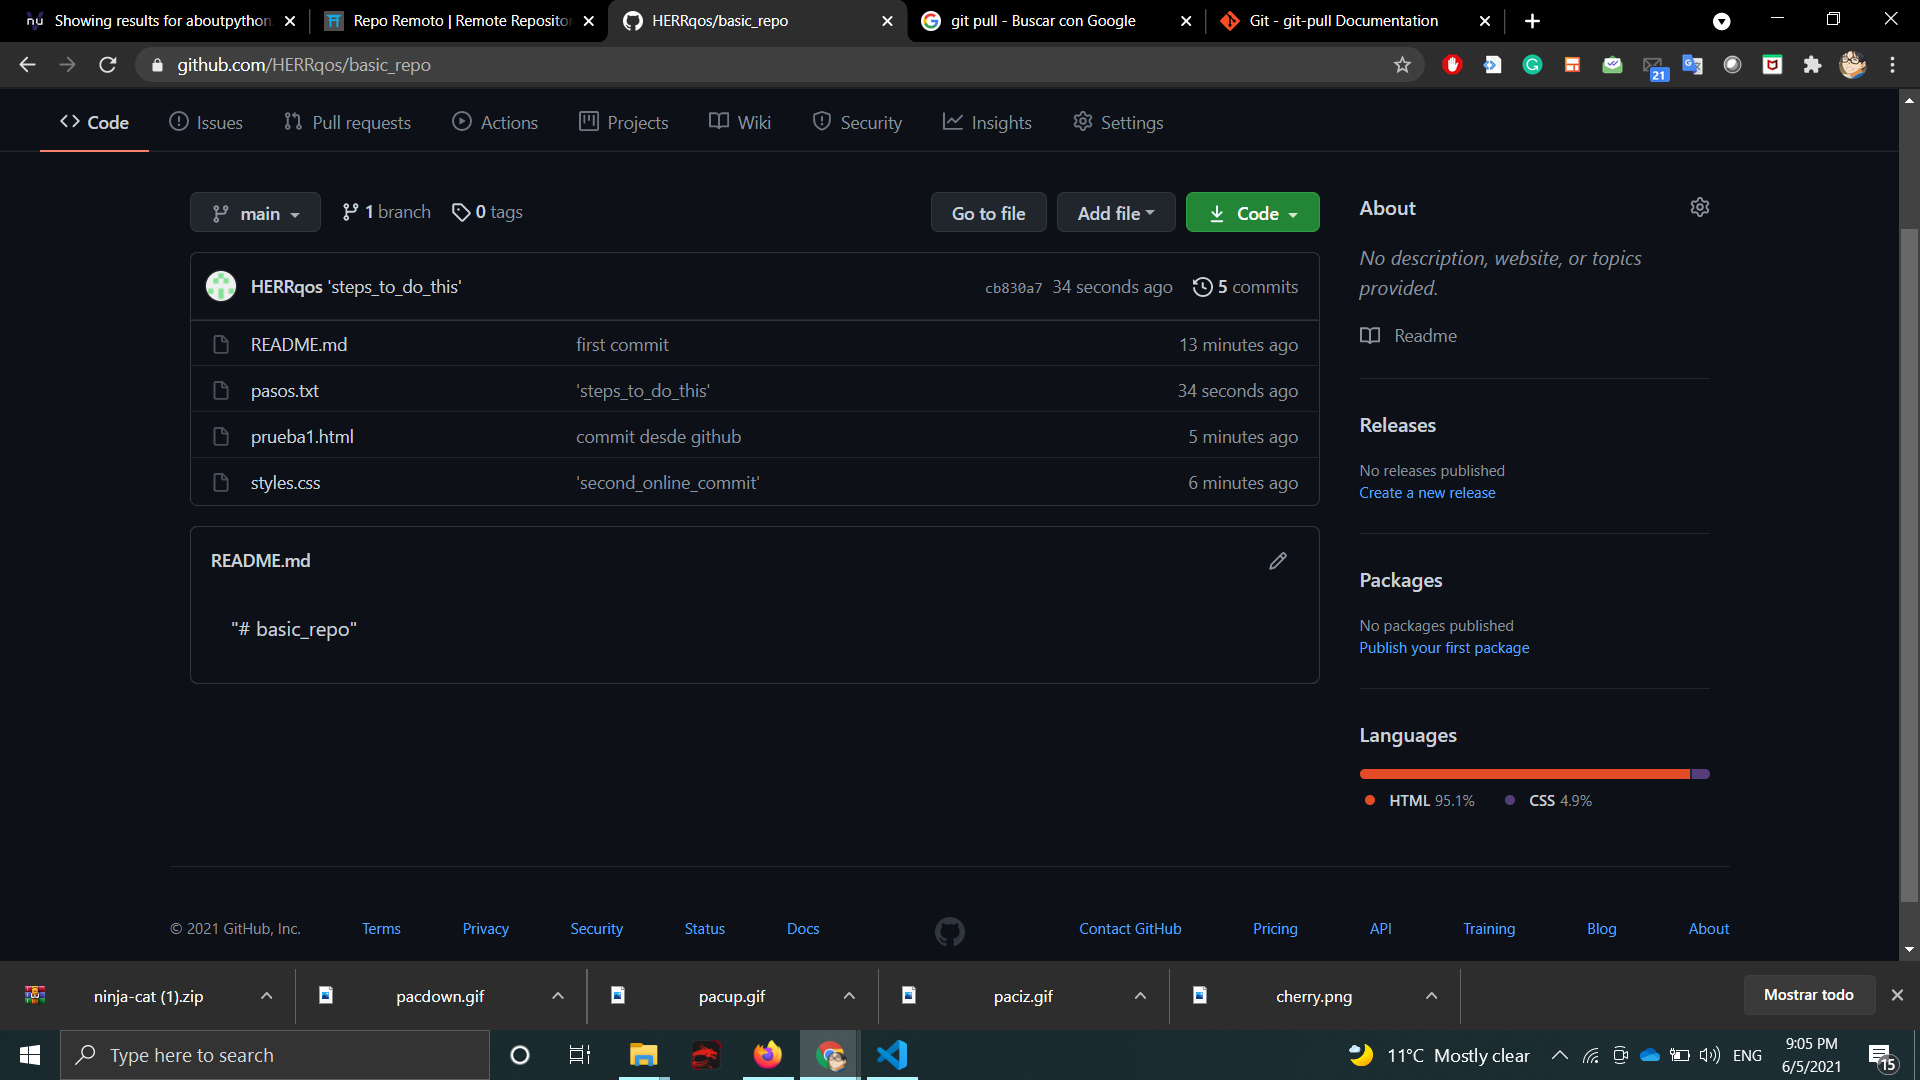 Showing results for aboutpython
Repo Remoto | Remote Repositor
HERRqos/basic_repo
git pull - Buscar con Google
Git - git-pull Documentation
github.com/HERRqos/basic_repo
21
Code
Issues
Pull requests
Actions
Projects
Wiki
Security
Insights
Settings
main
1 branch
0 tags
Go to file
Add file
Code
HERRqos 'steps_to_do_this'
cb830a7 34 seconds ago
5 commits
README.md first commit 13 minutes ago
pasos.txt 'steps_to_do_this' 34 seconds ago
prueba1.html commit desde github 5 minutes ago
styles.css 'second_online_commit' 6 minutes ago
README.md
"# basic_repo"
About
No description, website, or topics
provided.
Readme
Releases
No releases published
Create a new release
Packages
No packages published
Publish your first package
Languages
HTML 95.1% CSS 4.9%
© 2021 GitHub, Inc.
Terms
Privacy
Security
Status
Docs
Contact GitHub
Pricing
API
Training
Blog
About
ninja-cat (1).zip
pacdown.gif
pacup.gif
paciz.gif
cherry.png
Mostrar todo
Type here to search
11°C Mostly clear
ENG
9:05 PM
6/5/2021
15